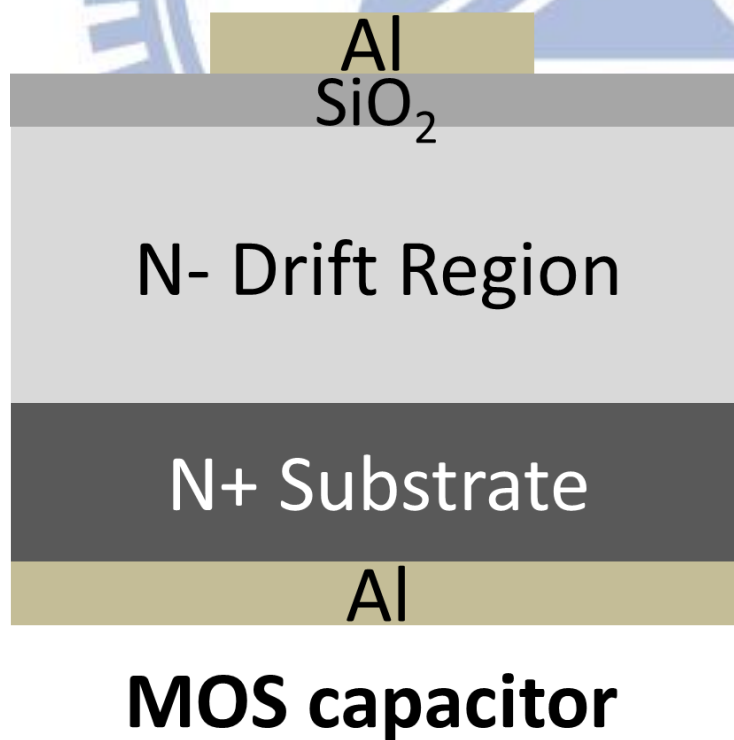 Al
SiO₂
N- Drift Region
N+ Substrate
Al
MOS capacitor